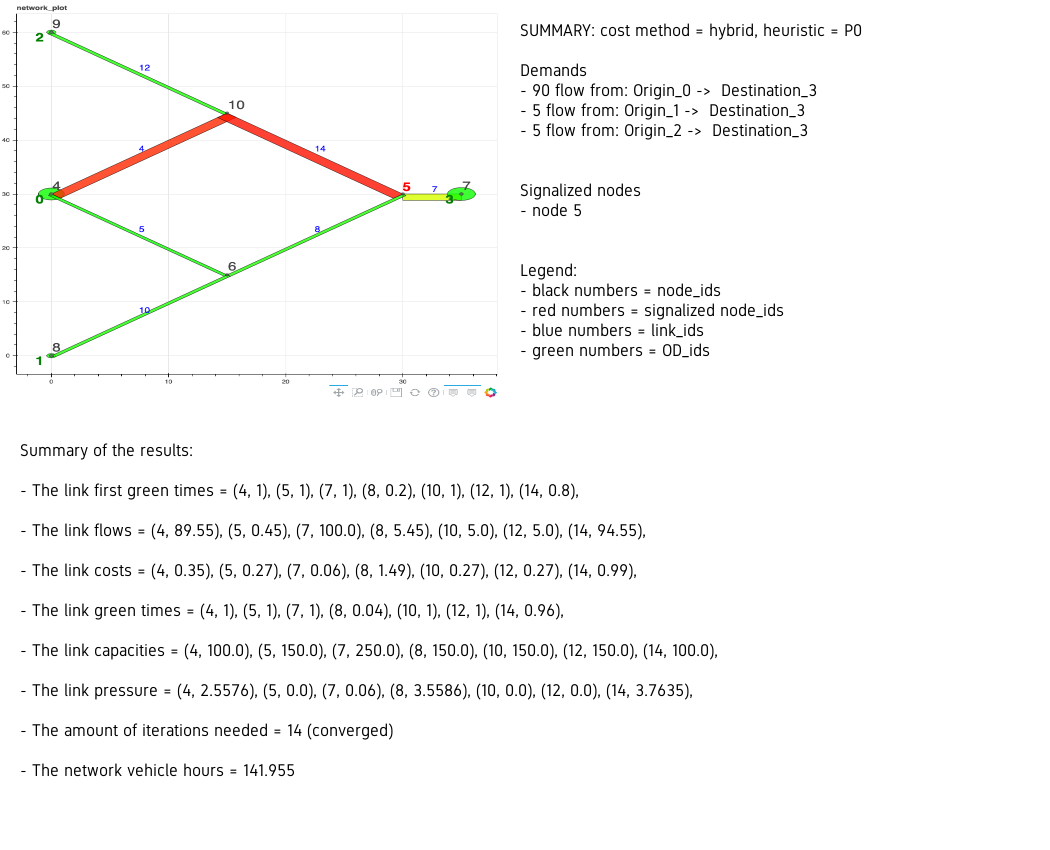 network_plot
9
2
60
12
50
10
40
4
14
4
5
7
0
7
3
30
5
8
20
6
10
10
8
1
0
0
10
20
30
SUMMARY: cost method = hybrid, heuristic = P0
Demands
- 90 flow from: Origin_0 -> Destination_3
- 5 flow from: Origin_1 -> Destination_3
- 5 flow from: Origin_2 -> Destination_3
Signalized nodes
- node 5
Legend:
- black numbers = node_ids
- red numbers = signalized node_ids
- blue numbers = link_ids
- green numbers = OD_ids
Summary of the results:
- The link first green times = (4, 1), (5, 1), (7, 1), (8, 0.2), (10, 1), (12, 1), (14, 0.8),
- The link flows = (4, 89.55), (5, 0.45), (7, 100.0), (8, 5.45), (10, 5.0), (12, 5.0), (14, 94.55),
- The link costs = (4, 0.35), (5, 0.27), (7, 0.06), (8, 1.49), (10, 0.27), (12, 0.27), (14, 0.99),
- The link green times = (4, 1), (5, 1), (7, 1), (8, 0.04), (10, 1), (12, 1), (14, 0.96),
- The link capacities = (4, 100.0), (5, 150.0), (7, 250.0), (8, 150.0), (10, 150.0), (12, 150.0), (14, 100.0),
- The link pressure = (4, 2.5576), (5, 0.0), (7, 0.06), (8, 3.5586), (10, 0.0), (12, 0.0), (14, 3.7635),
- The amount of iterations needed = 14 (converged)
- The network vehicle hours = 141.955